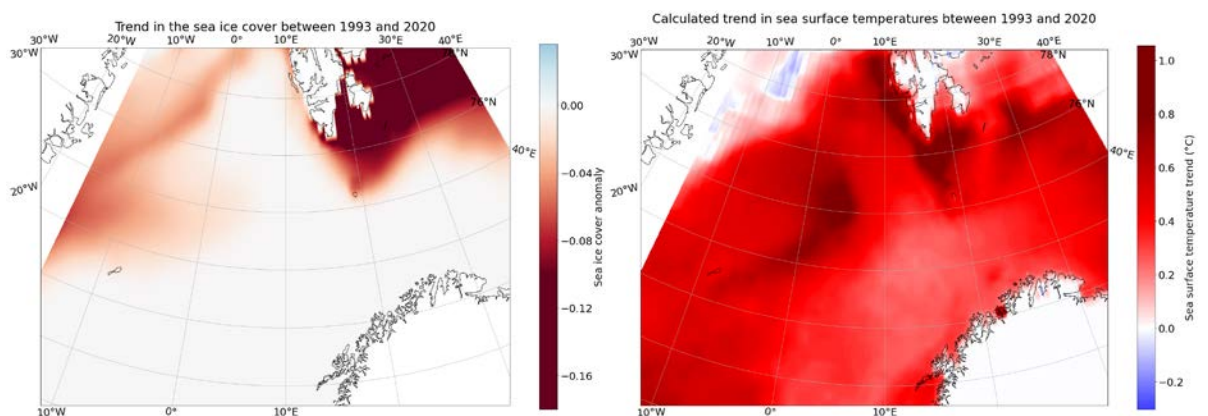 Trend in the sea ice cover between 1993 and 2020
30°W 20°W 10°W 0° 10°E 30°E 40°E 78°N
76°N
40°E
20°W
10°W 0° 10°E
0.00
−0.04
−0.08
−0.12
−0.16
Sea ice cover anomaly
Calculated trend in sea surface temperatures bteween 1993 and 2020
30°W 20°W 10°W 0° 10°E 30°E 40°E
78°N
76°N
40°E
20°W
10°W 0° 10°E
1.0
0.8
0.6
0.4
0.2
0.0
−0.2
Sea surface temperature trend (°C)